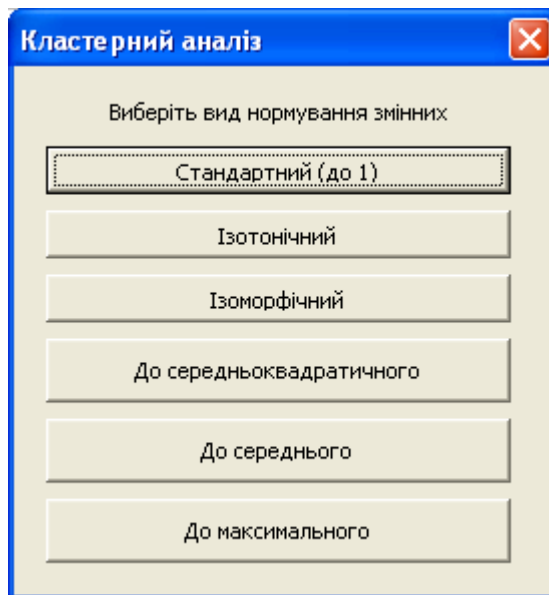 Кластерний аналіз
Виберіть вид нормування змінних
Стандартний (до 1)
Ізотонічний
Ізоморфічний
До середньоквадратичного
До середнього
До максимального